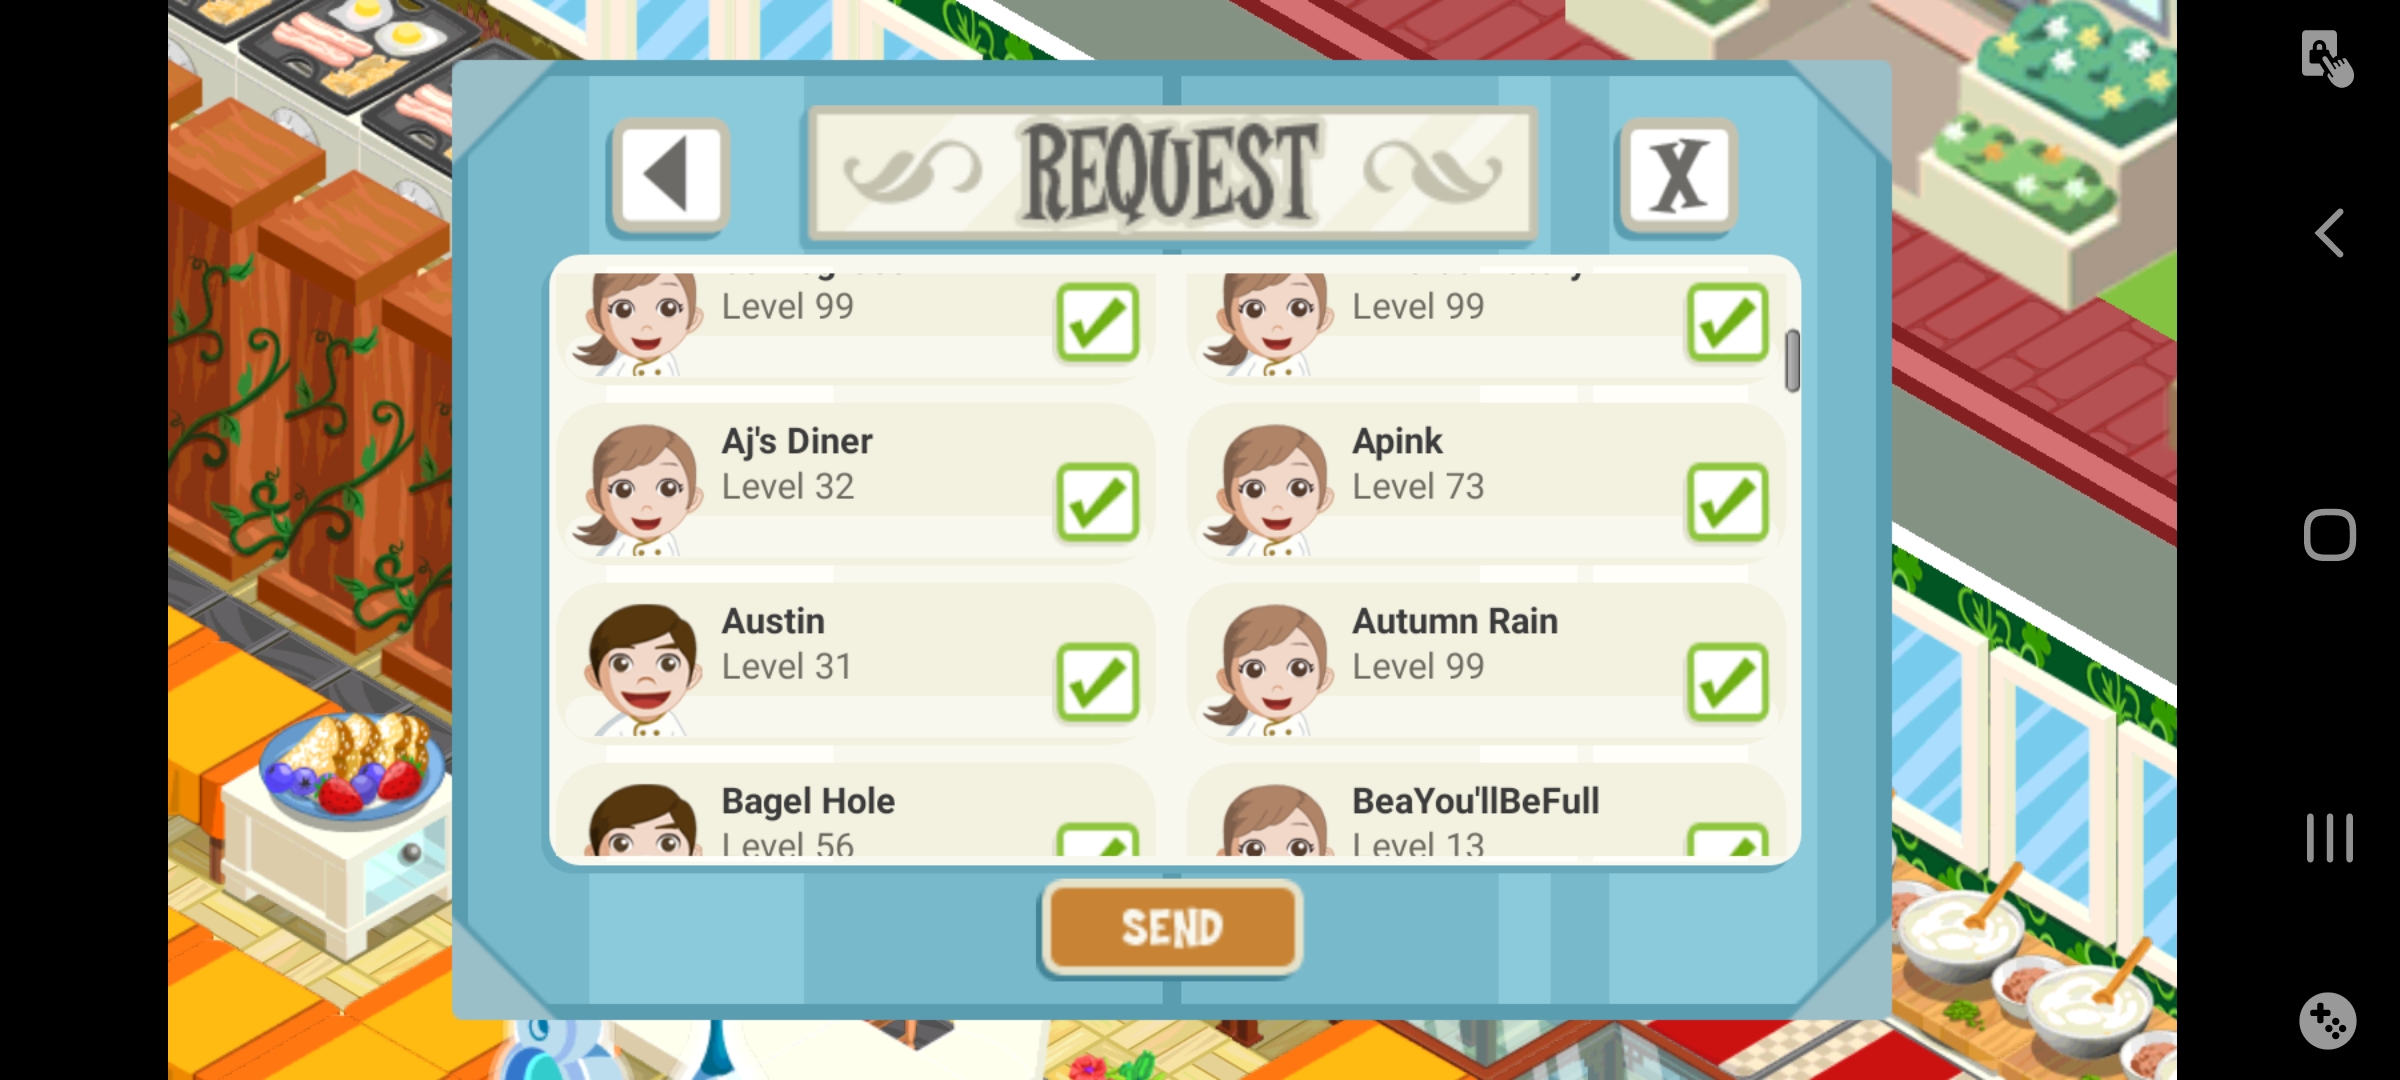 REQUEST
X
Level 99
Level 99
Aj's Diner
Level 32
Apink
Level 73
Austin
Level 31
Autumn Rain
Level 99
Bagel Hole
Level 56
BeaYou'llBeFull
Level 13
SEND